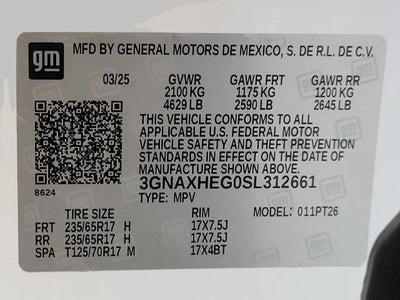 gm MFD BY GENERAL MOTORS DE MEXICO, S. DE R.L. DE C.V.
03/25 GVWR GAWR FRT GAWR RR
2100 KG 1175 KG 1200 KG
4629 LB 2590 LB 2645 LB
THIS VEHICLE CONFORMS TO ALL
APPLICABLE U.S. FEDERAL MOTOR
VEHICLE SAFETY AND THEFT PREVENTION
STANDARDS IN EFFECT ON THE DATE OF
MANUFACTURE SHOWN ABOVE.
8624 3GNAXHEG0SL312661
TYPE: MPV
TIRE SIZE RIM MODEL: 011PT26
FRT 235/65R17 H 17X7.5J
RR 235/65R17 H 17X7.5J
SPA T125/70R17 M 17X4BT